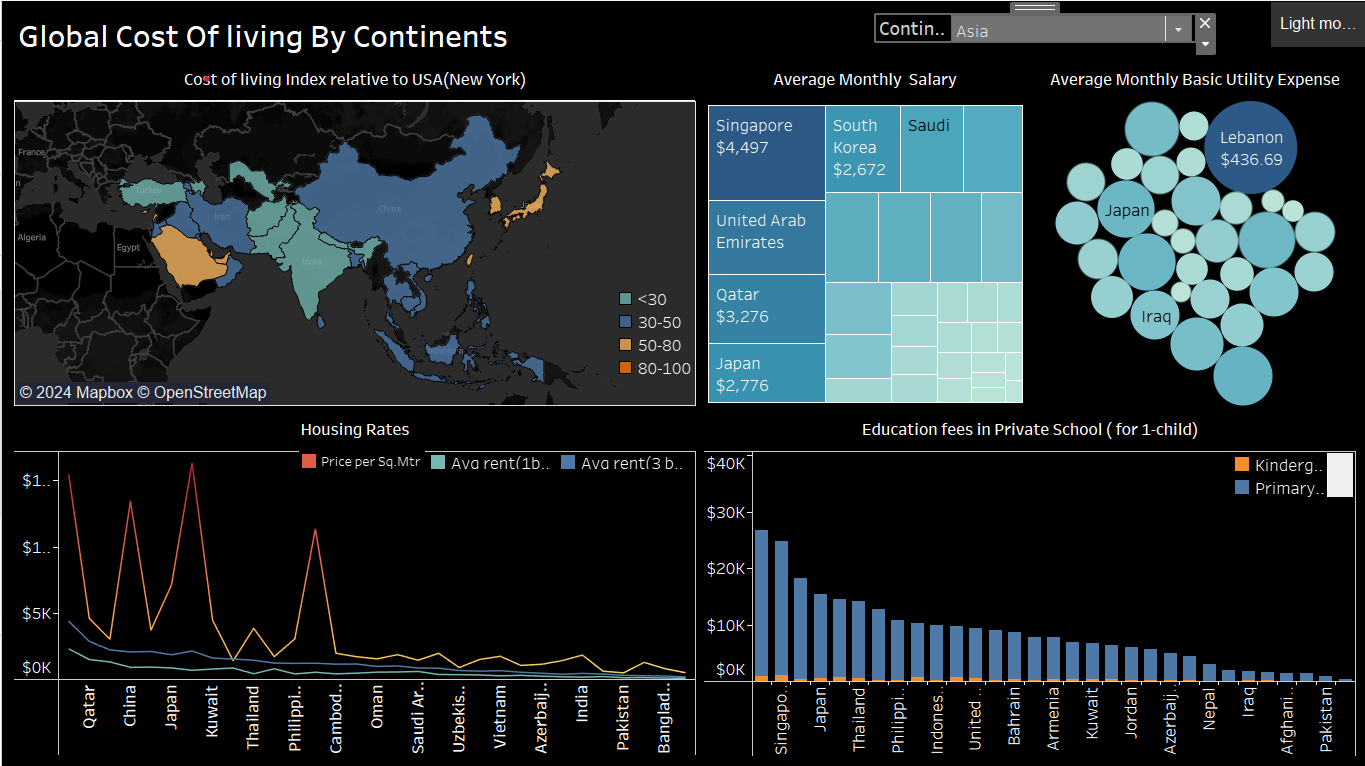 Global Cost Of living By Continents
Contin..
Asia
Light mo...
Cost of living Index relative to USA(New York)
France
Turkey
Iran
China
Algeria
Egypt
India
<30
30-50
50-80
80-100
© 2024 Mapbox © OpenStreetMap
Average Monthly Salary
Singapore
$4,497
South
Korea
$2,672
Saudi
United Arab
Emirates
Qatar
$3,276
Japan
$2,776
Average Monthly Basic Utility Expense
Lebanon
$436.69
Japan
Iraq
Housing Rates
Price per Sq.Mtr
Avg rent(1b..
Avg rent(3 b..
$1..
$1..
$5K
$0K
Qatar
China
Japan
Kuwait
Thailand
Philippi..
Cambod..
Oman
Saudi Ar..
Uzbekis..
Vietnam
Azerbaij..
India
Pakistan
Banglad..
Education fees in Private School ( for 1-child)
Kinderg..
Primary..
$40K
$30K
$20K
$10K
$0K
Singapo..
Japan
Thailand
Philippi..
Indones..
United ..
Bahrain
Armenia
Kuwait
Jordan
Azerbaij..
Nepal
Iraq
Afghani..
Pakistan